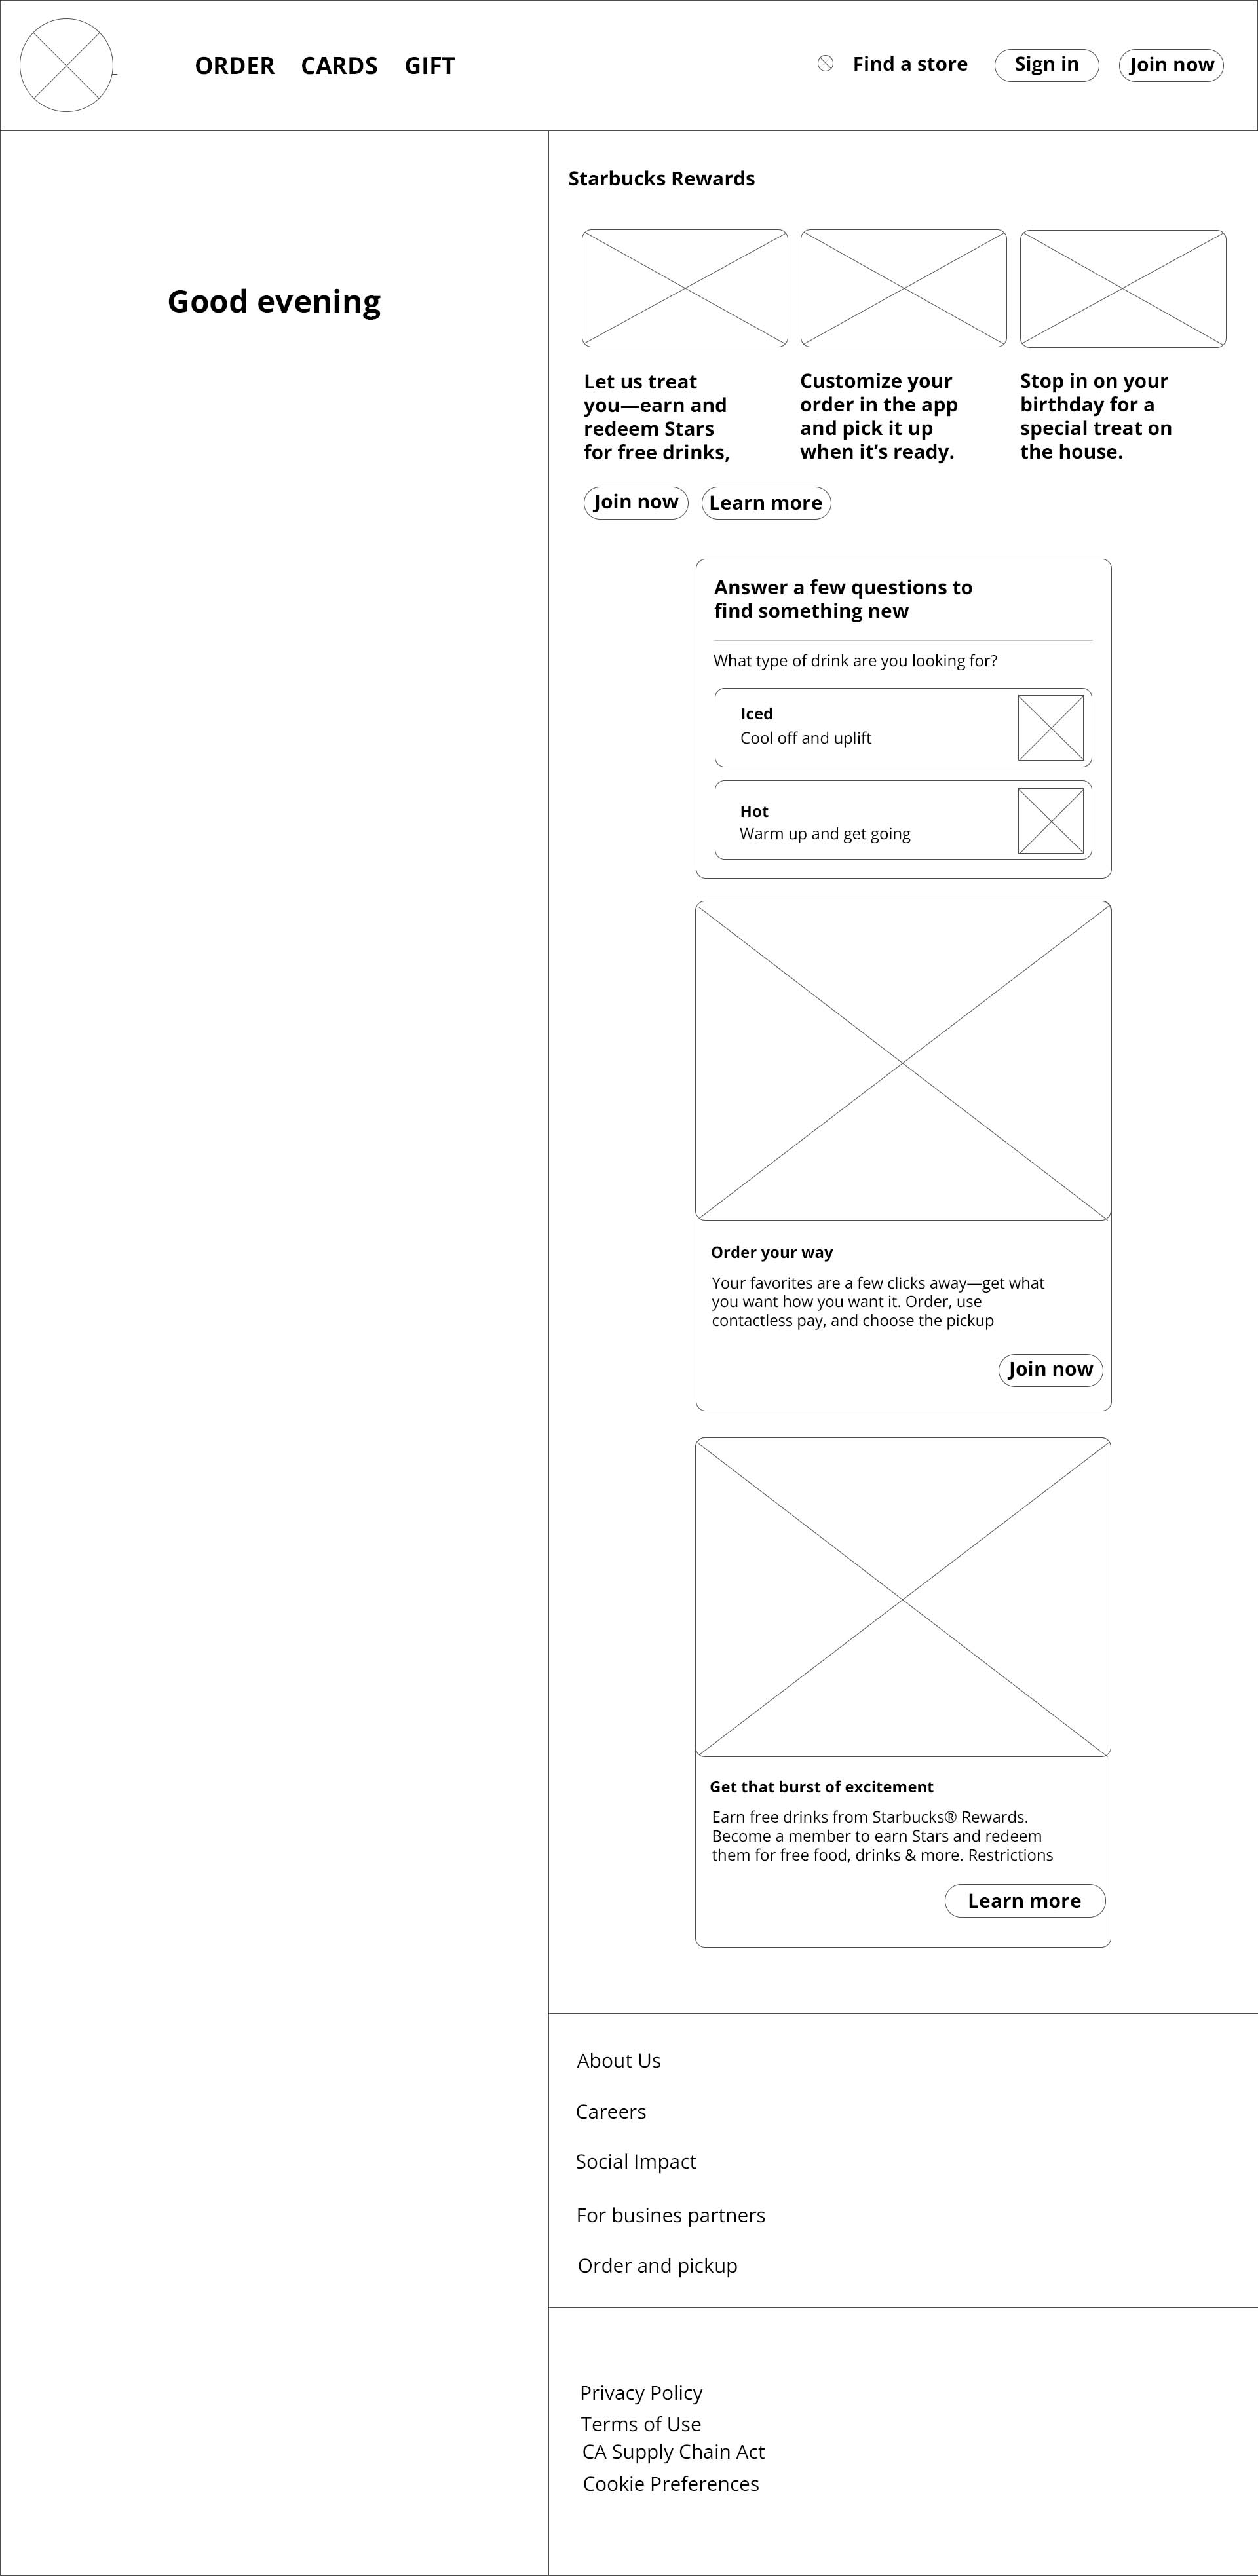 ORDER CARDS GIFT Find a store Sign in Join now
Good evening
Starbucks Rewards
Let us treat
you—earn and
redeem Stars
for free drinks,
Customize your
order in the app
and pick it up
when it’s ready.
Stop in on your
birthday for a
special treat on
the house.
Join now Learn more
Answer a few questions to
find something new
What type of drink are you looking for?
Iced
Cool off and uplift
Hot
Warm up and get going
Order your way
Your favorites are a few clicks away—get what
you want how you want it. Order, use
contactless pay, and choose the pickup
Join now
Get that burst of excitement
Earn free drinks from Starbucks® Rewards.
Become a member to earn Stars and redeem
them for free food, drinks & more. Restrictions
Learn more
About Us
Careers
Social Impact
For busines partners
Order and pickup
Privacy Policy
Terms of Use
CA Supply Chain Act
Cookie Preferences